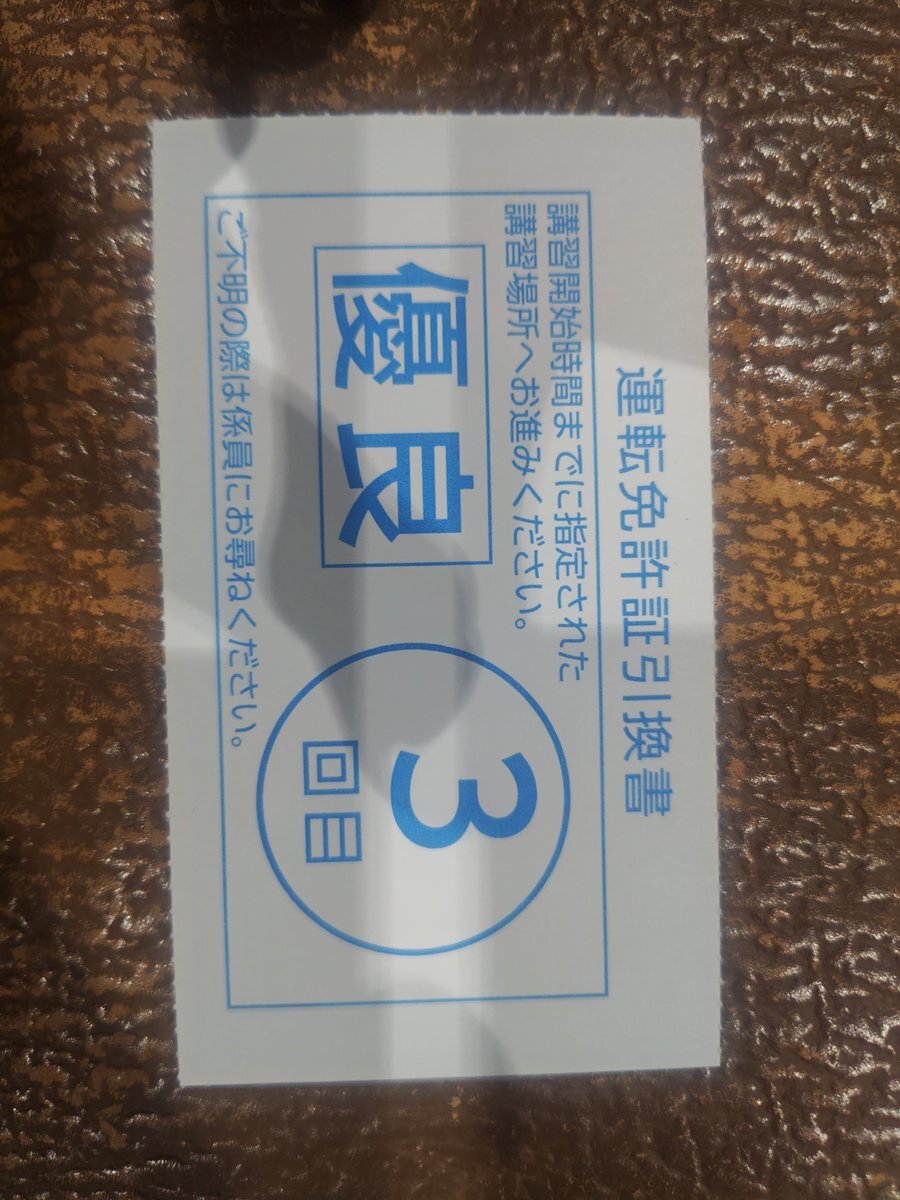 運転免許証引換書
講習開始時間までに指定された
講習場所へお進みください。
優良
3
回目
ご不明の際は係員にお尋ねください。